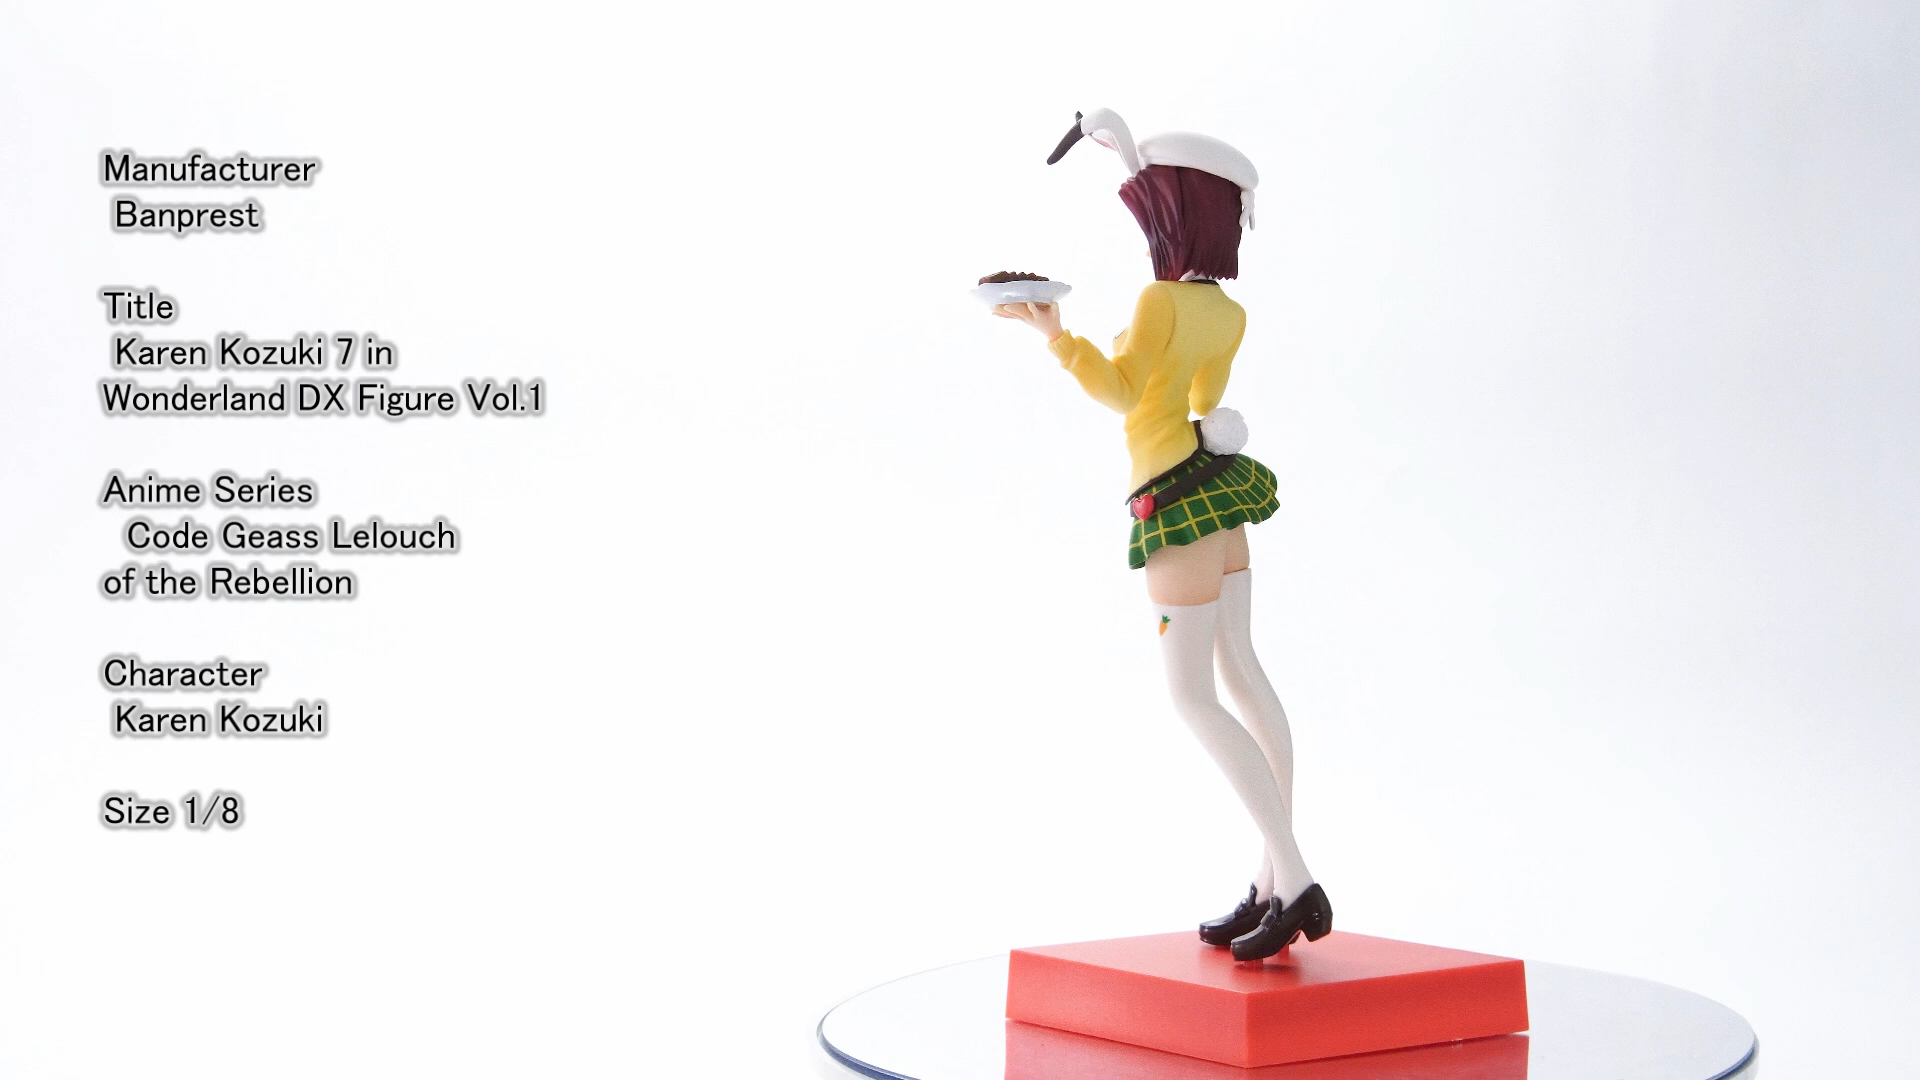 Manufacturer
Banprest
Title
Karen Kozuki 7 in
Wonderland DX Figure Vol.1
Anime Series
Code Geass Lelouch
of the Rebellion
Character
Karen Kozuki
Size 1/8